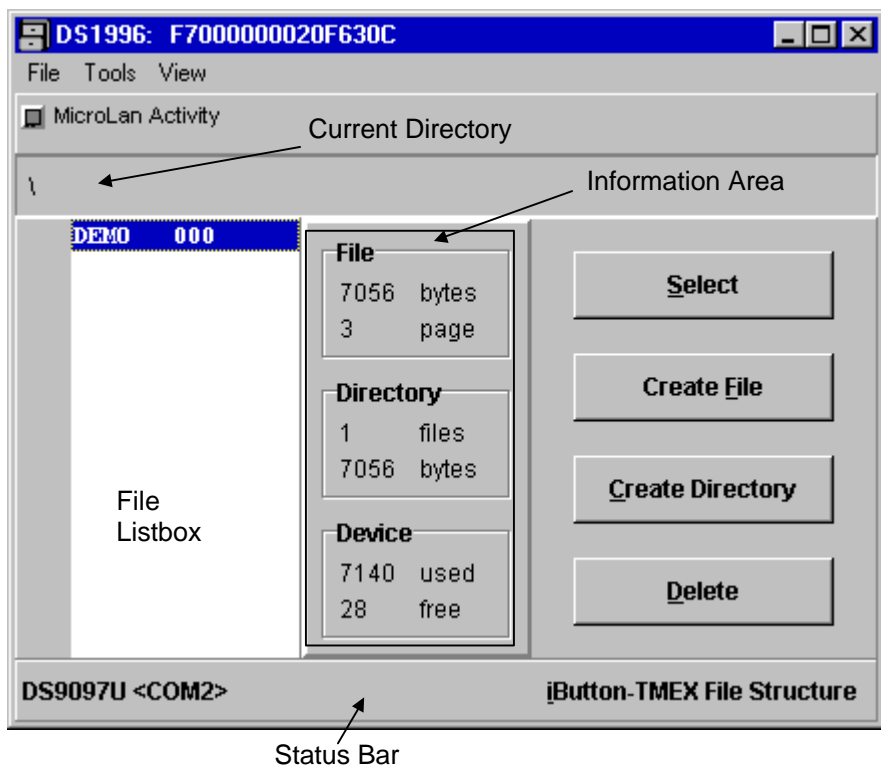 DS1996: F7000000020F630C
File Tools View
MicroLan Activity
Current Directory
\
Information Area
DEMO 000
File
7056 bytes
3 page
Directory
1 files
7056 bytes
Device
7140 used
28 free
File
Listbox
Select
Create File
Create Directory
Delete
DS9097U <COM2>
iButton-TMEX File Structure
Status Bar